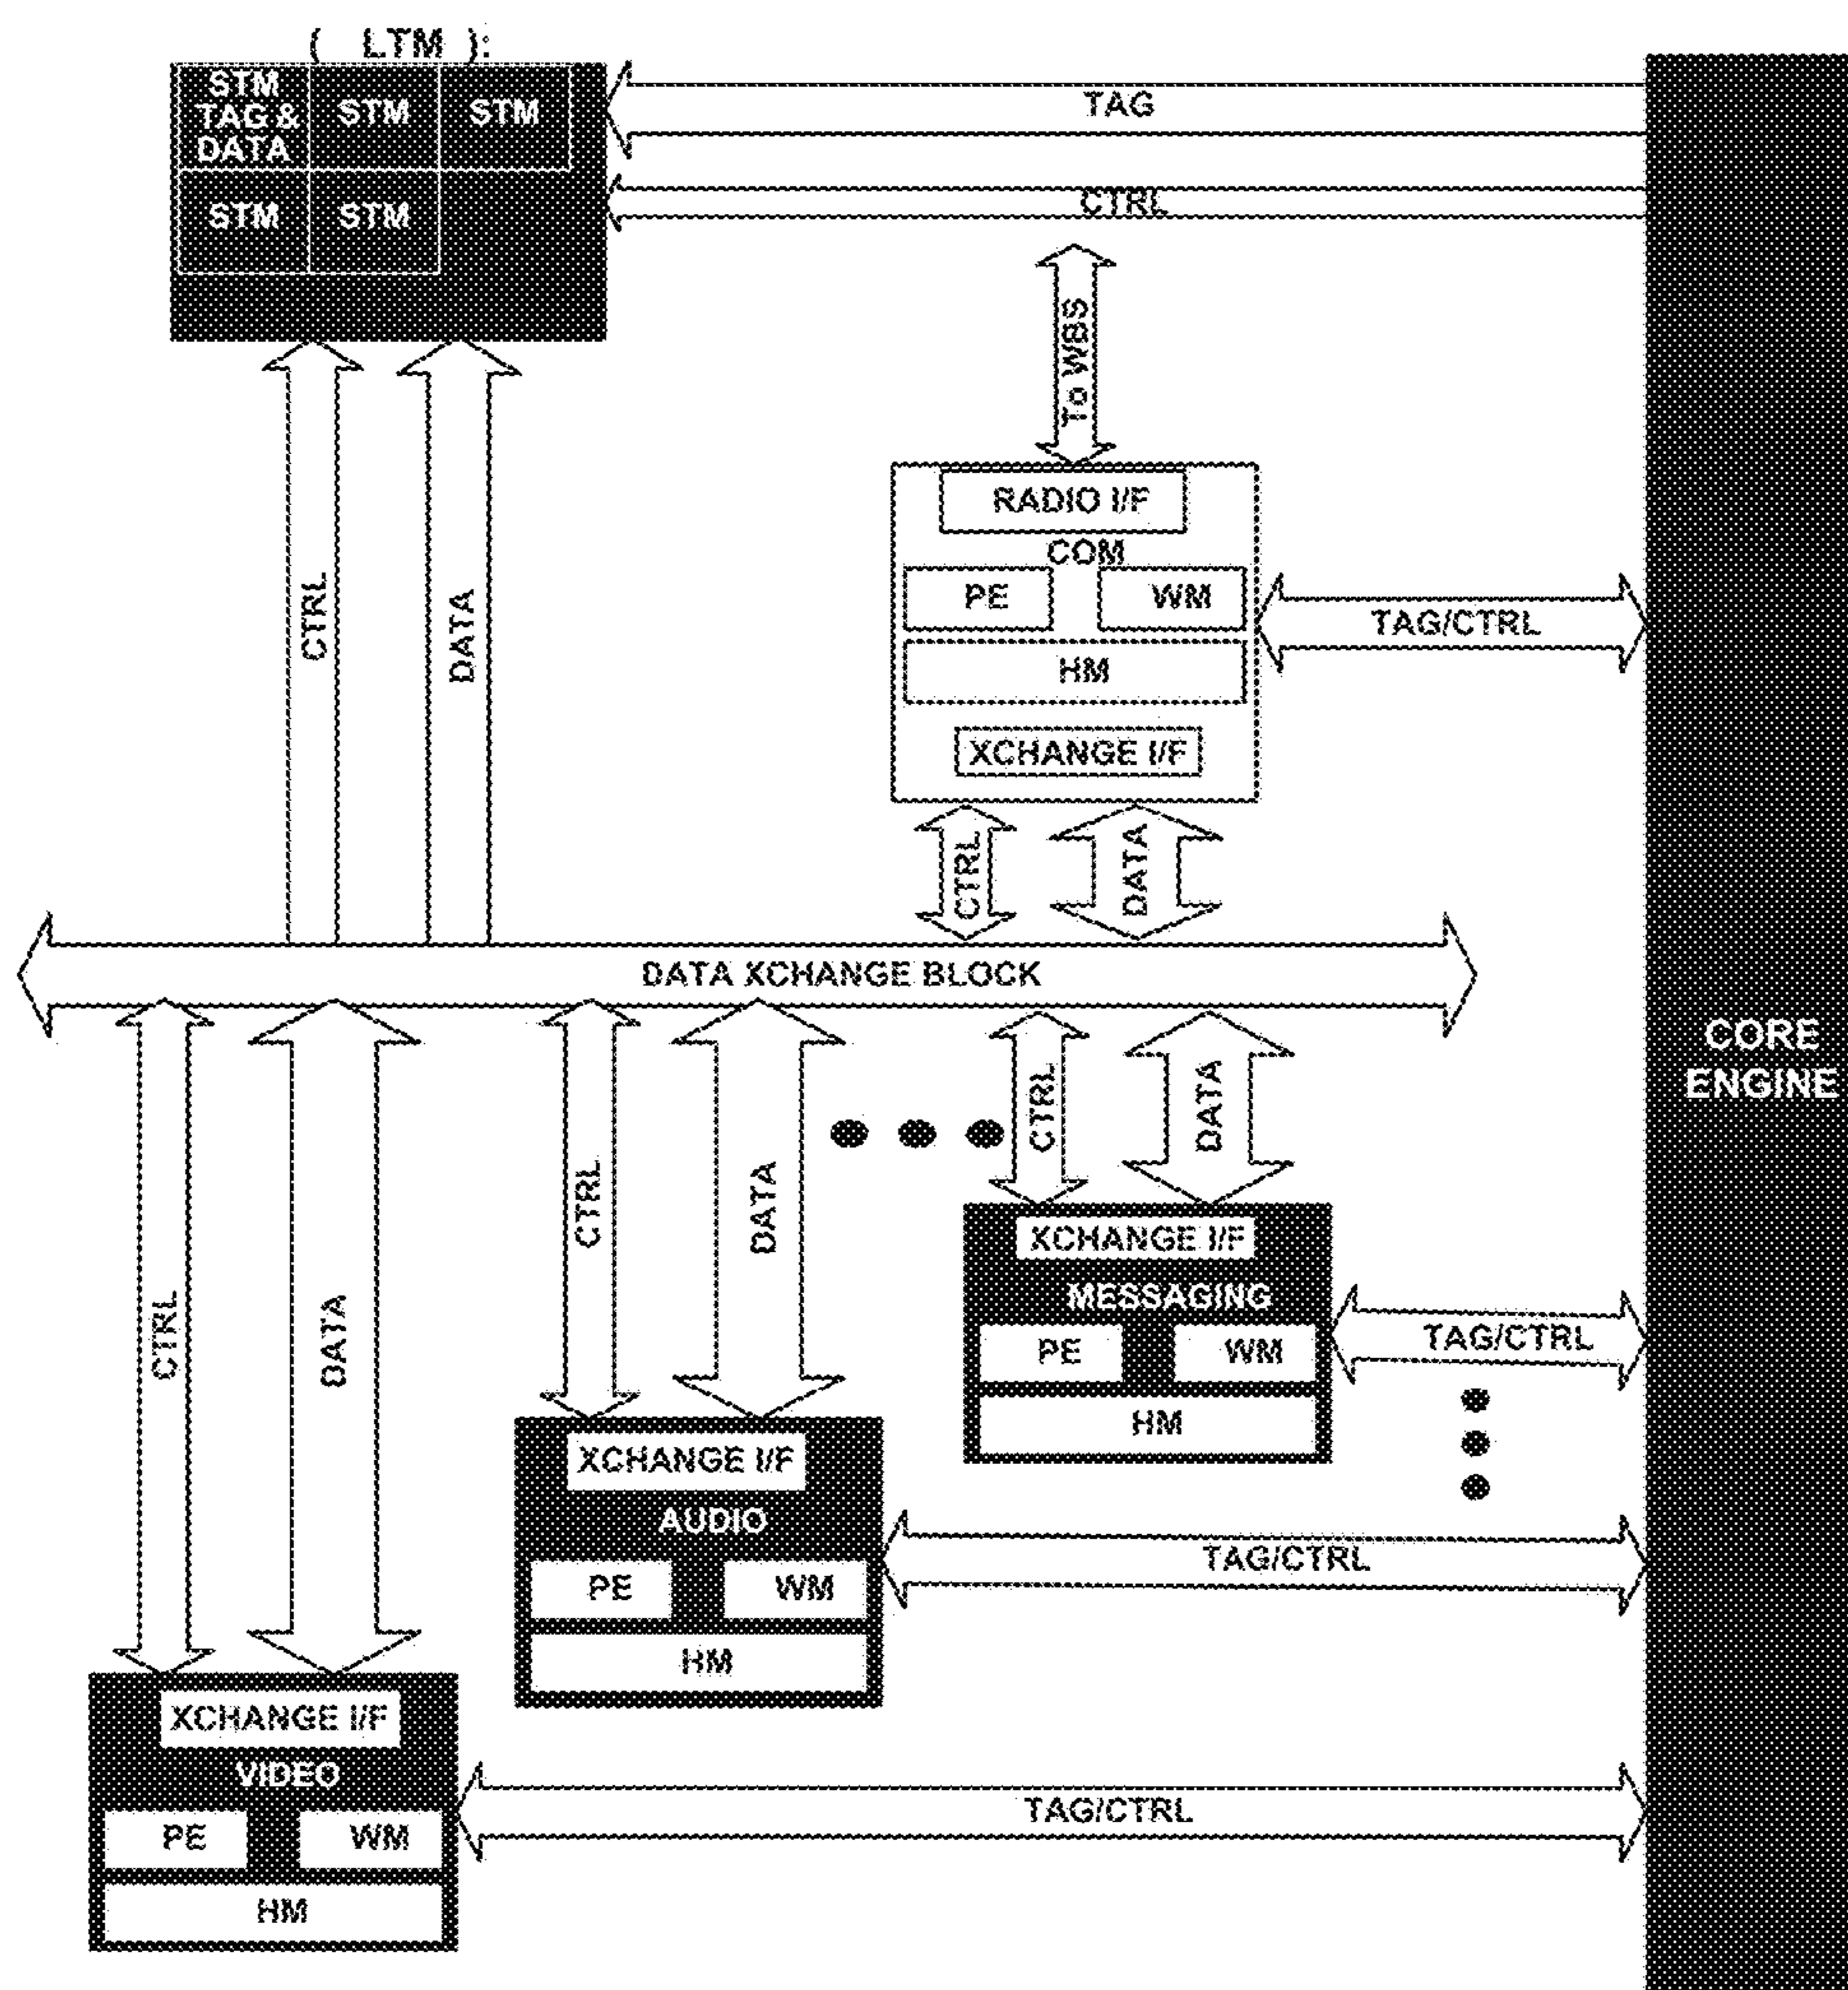 ( LTM ):
STM
TAG &
DATA
STM
STM
STM
STM
TAG
CTRL
To WBS
RADIO I/F
COM
PE
WM
HM
XCHANGE I/F
TAG/CTRL
CTRL
DATA
CTRL
DATA
DATA XCHANGE BLOCK
CORE
ENGINE
CTRL
DATA
CTRL
DATA
CTRL
DATA
XCHANGE I/F
MESSAGING
PE
WM
HM
TAG/CTRL
XCHANGE I/F
AUDIO
PE
WM
HM
TAG/CTRL
XCHANGE I/F
VIDEO
PE
WM
HM
TAG/CTRL